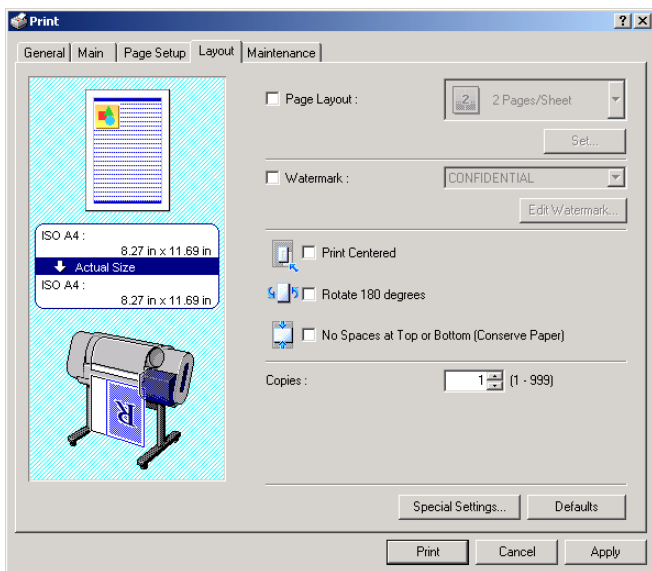 Print
General Main Page Setup Layout Maintenance
Page Layout :
2
2 Pages/Sheet
Set...
Watermark :
CONFIDENTIAL
Edit Watermark...
ISO A4 :
8.27 in x 11.69 in
Actual Size
ISO A4 :
8.27 in x 11.69 in
Print Centered
Rotate 180 degrees
No Spaces at Top or Bottom (Conserve Paper)
Copies :
1 (1 - 999)
R
Special Settings... Defaults
Print Cancel Apply